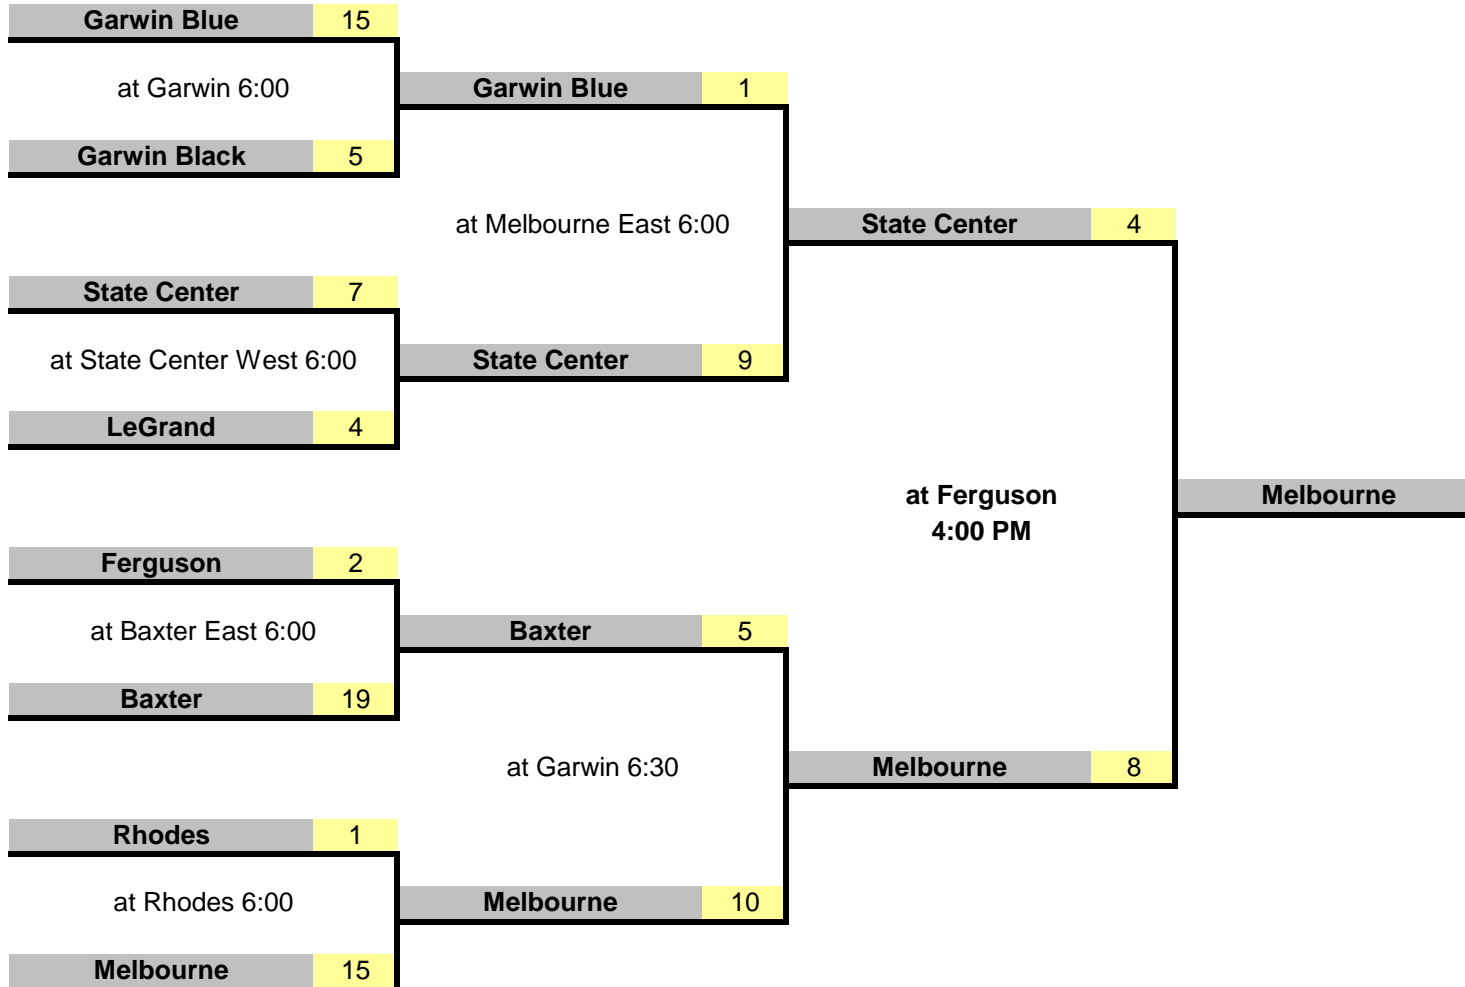 Garwin Blue 15
at Garwin 6:00
Garwin Blue 1
Garwin Black 5
at Melbourne East 6:00
State Center 4
State Center 7
at State Center West 6:00
State Center 9
LeGrand 4
at Ferguson
4:00 PM
Melbourne
Ferguson 2
at Baxter East 6:00
Baxter 5
Baxter 19
at Garwin 6:30
Melbourne 8
Rhodes 1
at Rhodes 6:00
Melbourne 10
Melbourne 15